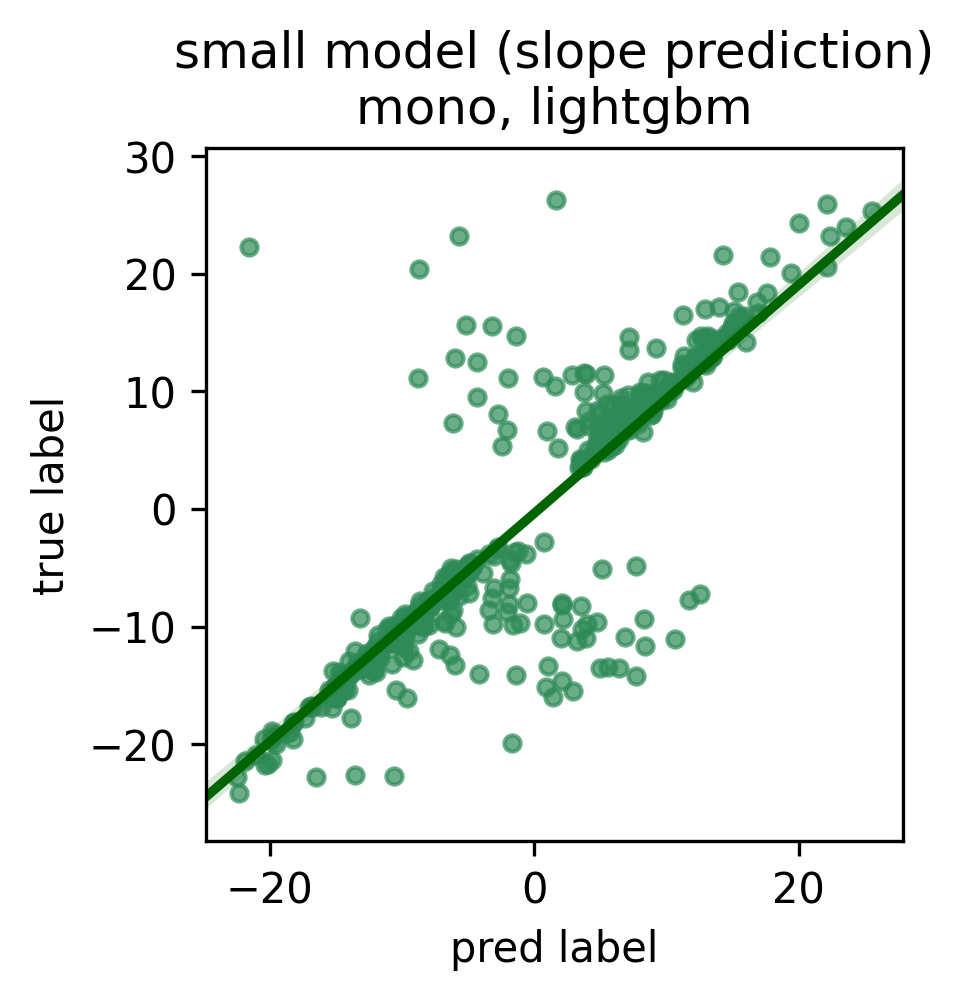 small model (slope prediction)
mono, lightgbm
30
20
10
0
−10
−20
true label
−20 0 20
pred label